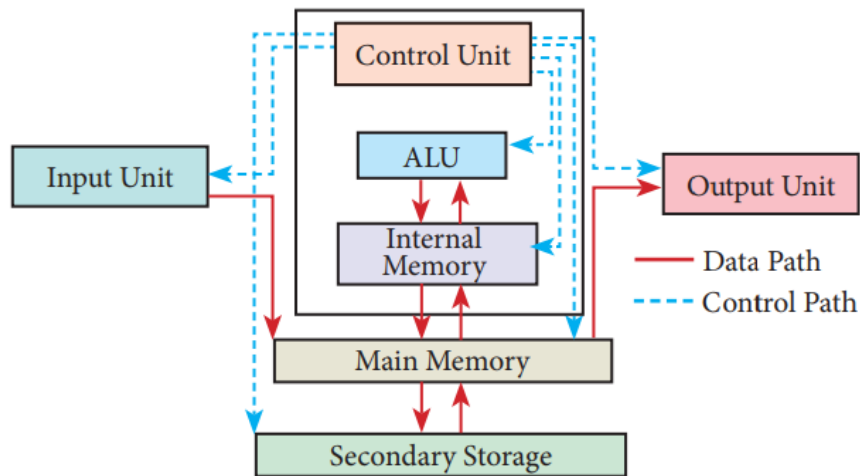 Control Unit
ALU
Input Unit
Output Unit
Internal
Memory
Data Path
Control Path
Main Memory
Secondary Storage